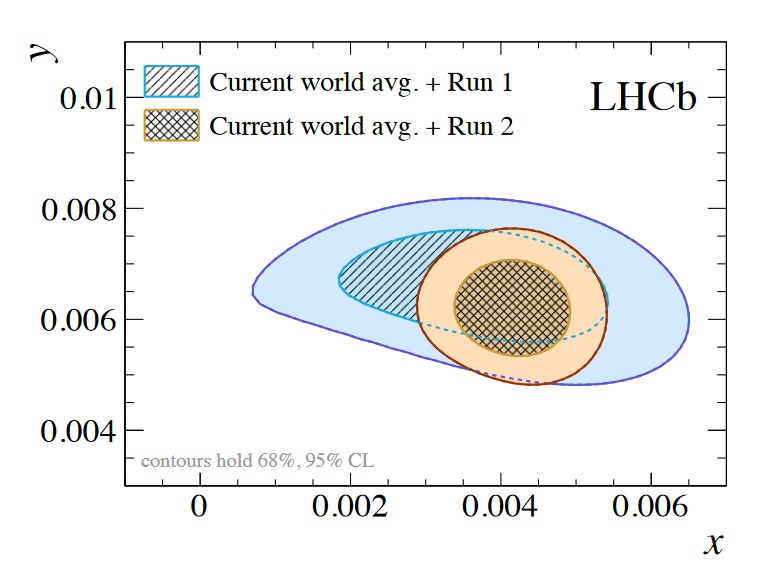 y
Current world avg. + Run 1
LHCb
Current world avg. + Run 2
0.01
0.008
0.006
0.004
contours hold 68%, 95% CL
0
0.002
0.004
0.006
x